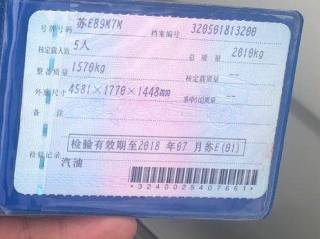 号牌号码 苏EB9M7M 档案编号 320501813200
核定载人数 5人 总质量 2010kg
整备质量 1570kg 核定载质量 --
外廓尺寸 4581×1770×1448mm 准牵引总质量 --
备注
检验有效期至2018年07月苏E(01)
检验记录
汽油
*3240025407661*